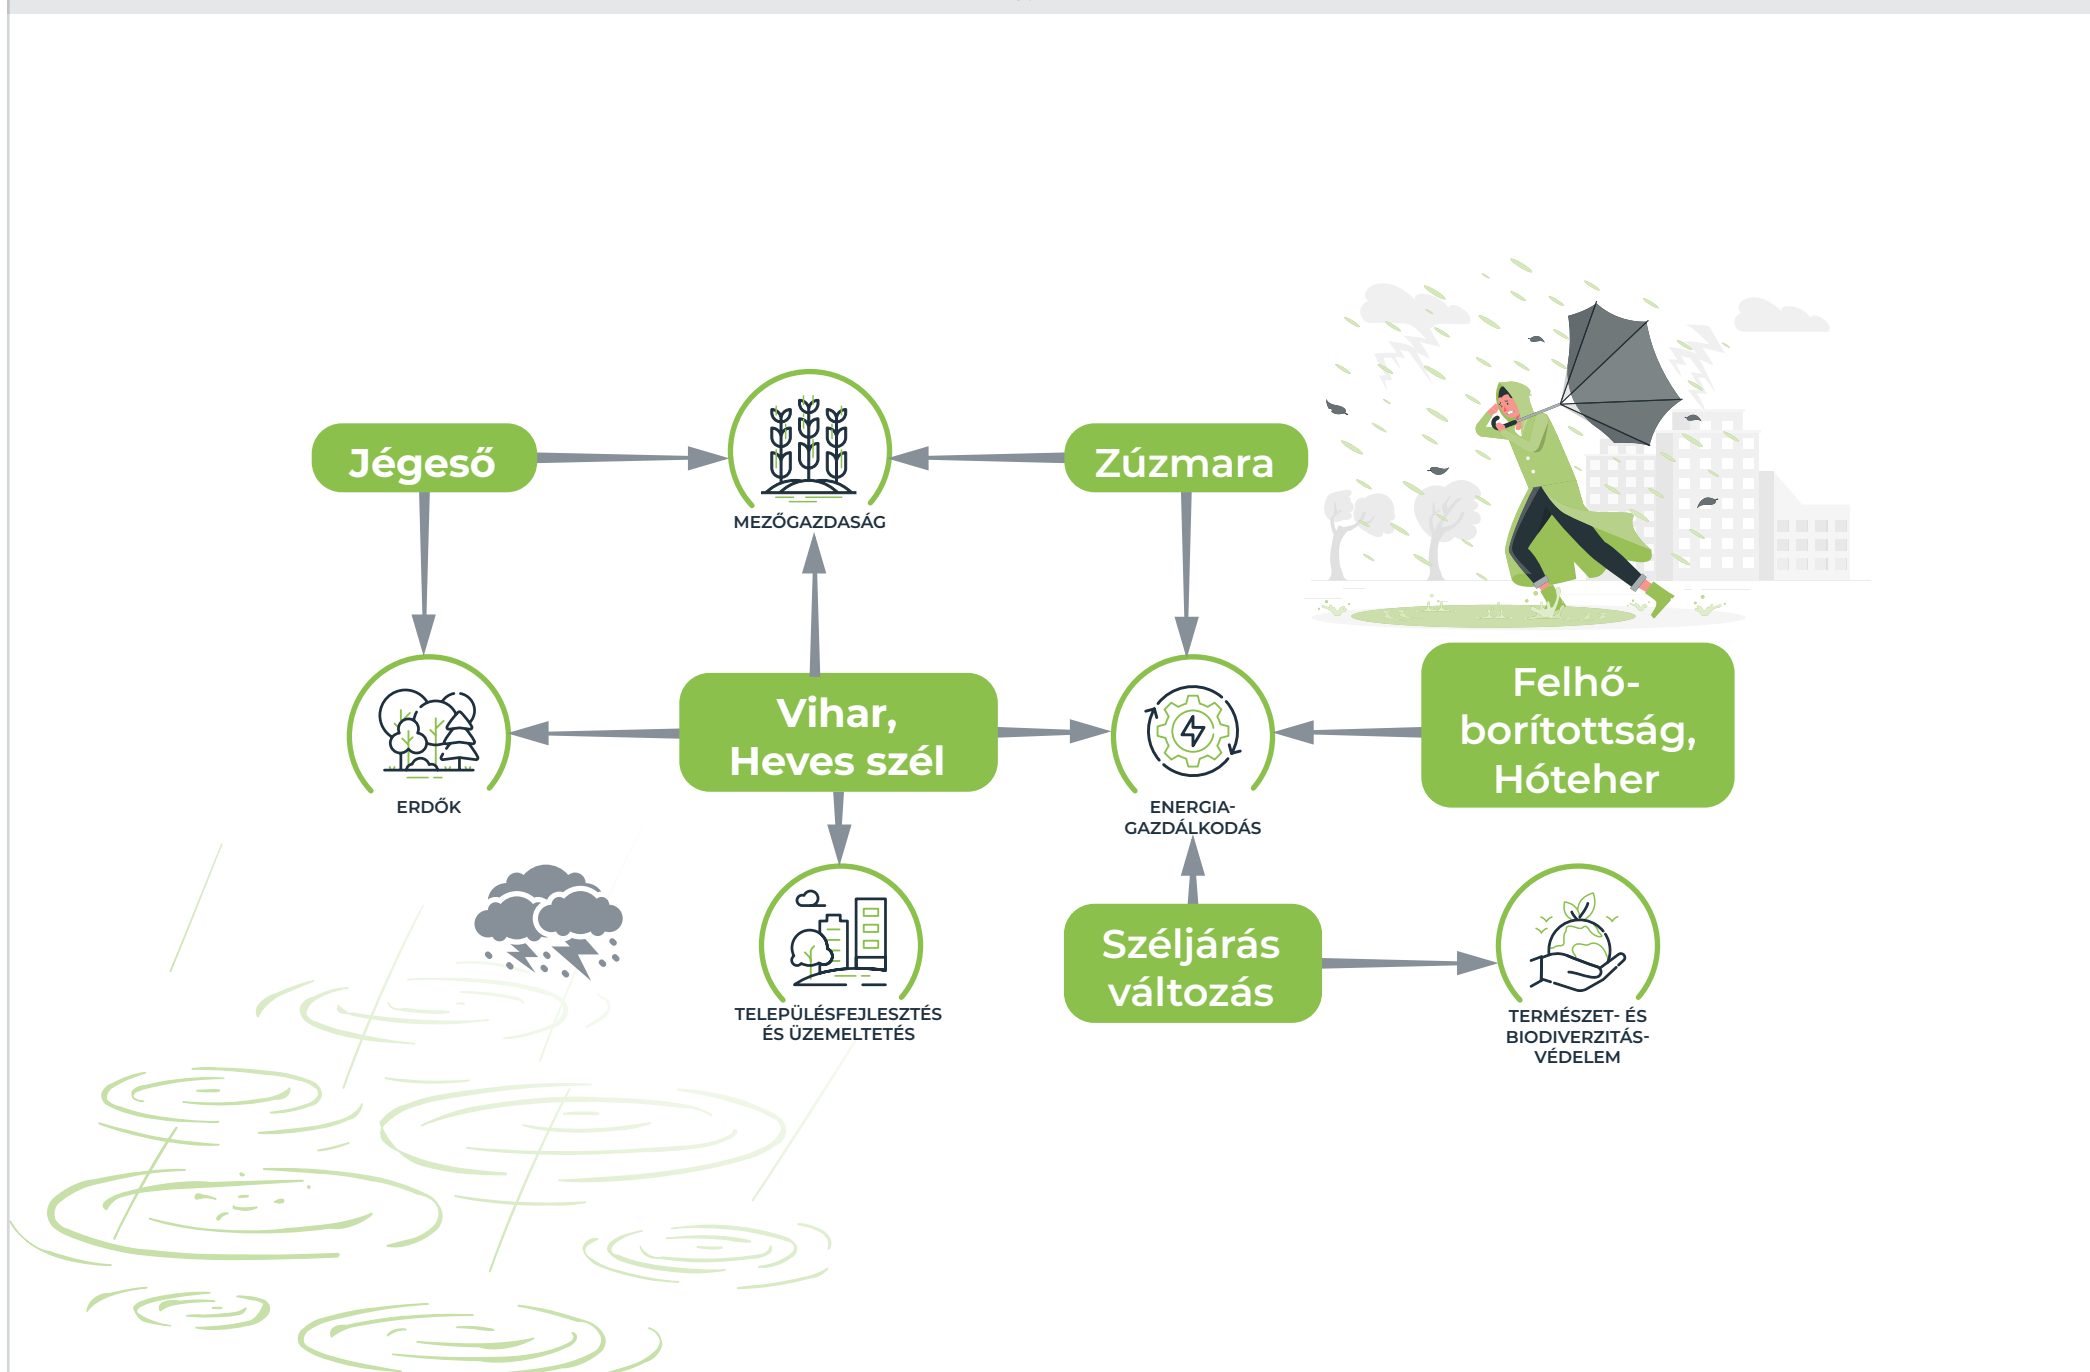 Jégeső
Zúzmara
MEZŐGAZDASÁG
Vihar,
Heves szél
Felhő-
borítottság,
Hóteher
ERDŐK
ENERGIA-
GAZDÁLKODÁS
Széljárás
változás
TELEPÜLÉSFEJLESZTÉS
ÉS ÜZEMELTETÉS
TERMÉSZET- ÉS
BIODIVERZITÁS-
VÉDELEM